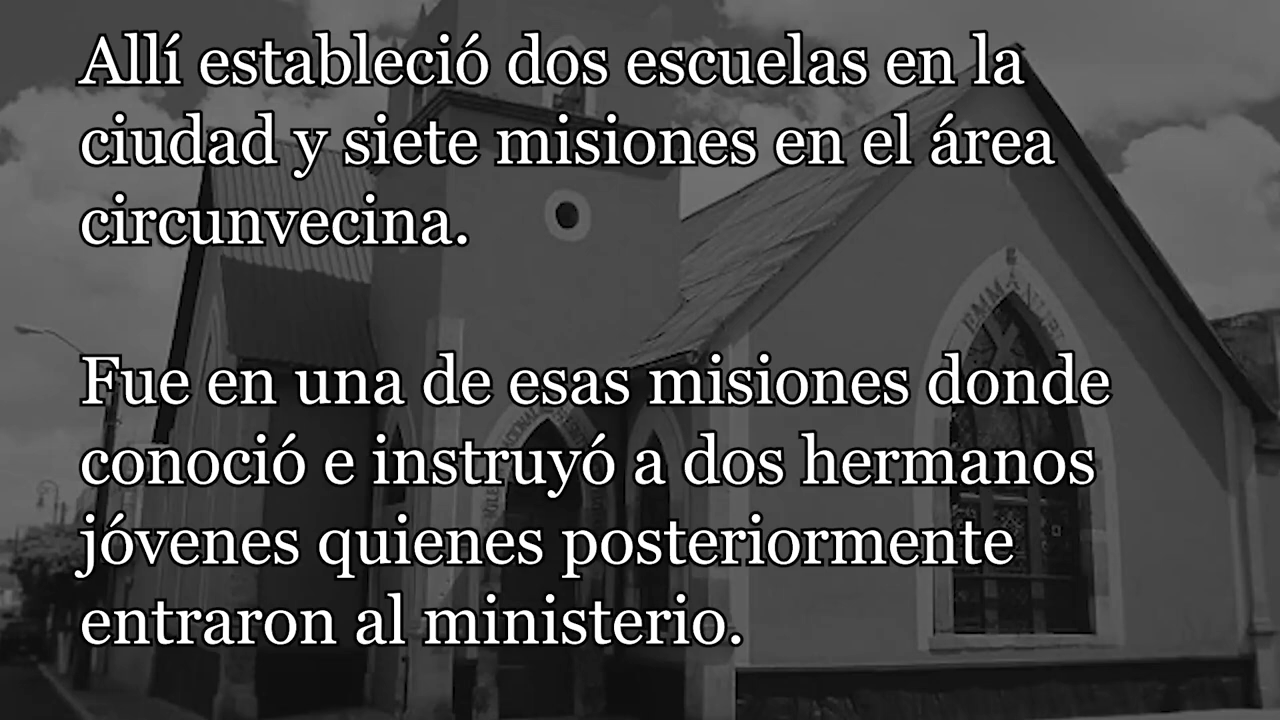 Allí estableció dos escuelas en la
ciudad y siete misiones en el área
circunvecina.
Fue en una de esas misiones donde
conoció e instruyó a dos hermanos
jóvenes quienes posteriormente
entraron al ministerio.
EMMANUEL